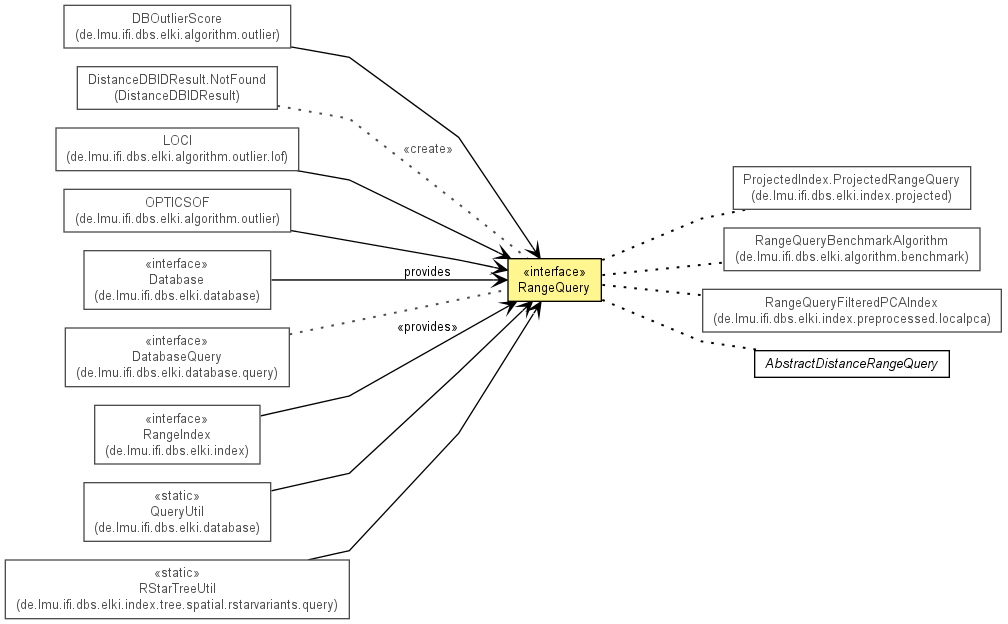 DBOutlierScore
(de.lmu.ifi.dbs.elki.algorithm.outlier)
DistanceDBIDResult.NotFound
(DistanceDBIDResult)
«create»
LOCI
(de.lmu.ifi.dbs.elki.algorithm.outlier.lof)
OPTICSOF
(de.lmu.ifi.dbs.elki.algorithm.outlier)
«interface»
Database
(de.lmu.ifi.dbs.elki.database)
provides
«interface»
DatabaseQuery
(de.lmu.ifi.dbs.elki.database.query)
«provides»
«interface»
RangeIndex
(de.lmu.ifi.dbs.elki.index)
«static»
QueryUtil
(de.lmu.ifi.dbs.elki.database)
«static»
RStarTreeUtil
(de.lmu.ifi.dbs.elki.index.tree.spatial.rstarvariants.query)
«interface»
RangeQuery
ProjectedIndex.ProjectedRangeQuery
(de.lmu.ifi.dbs.elki.index.projected)
RangeQueryBenchmarkAlgorithm
(de.lmu.ifi.dbs.elki.algorithm.benchmark)
RangeQueryFilteredPCAIndex
(de.lmu.ifi.dbs.elki.index.preprocessed.localpca)
AbstractDistanceRangeQuery